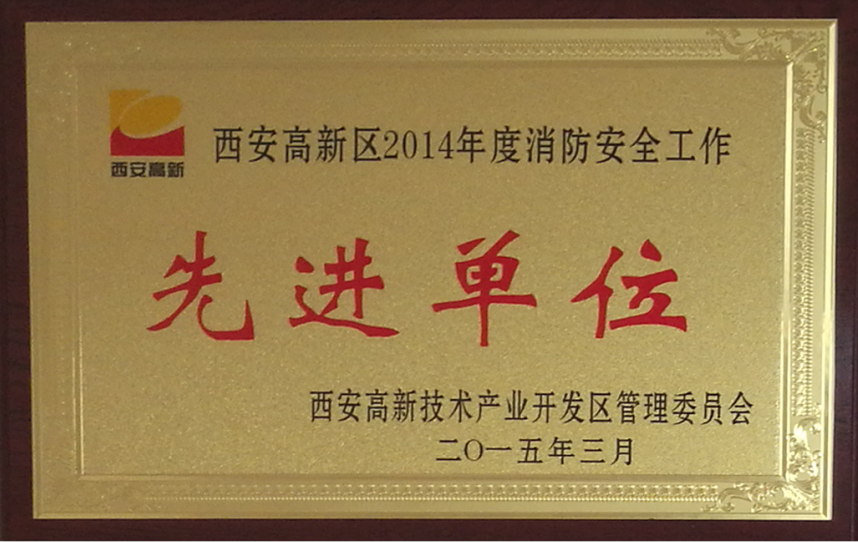 西安高新区2014年度消防安全工作
西安高新
先进单位
西安高新技术产业开发区管理委员会
二〇一五年三月